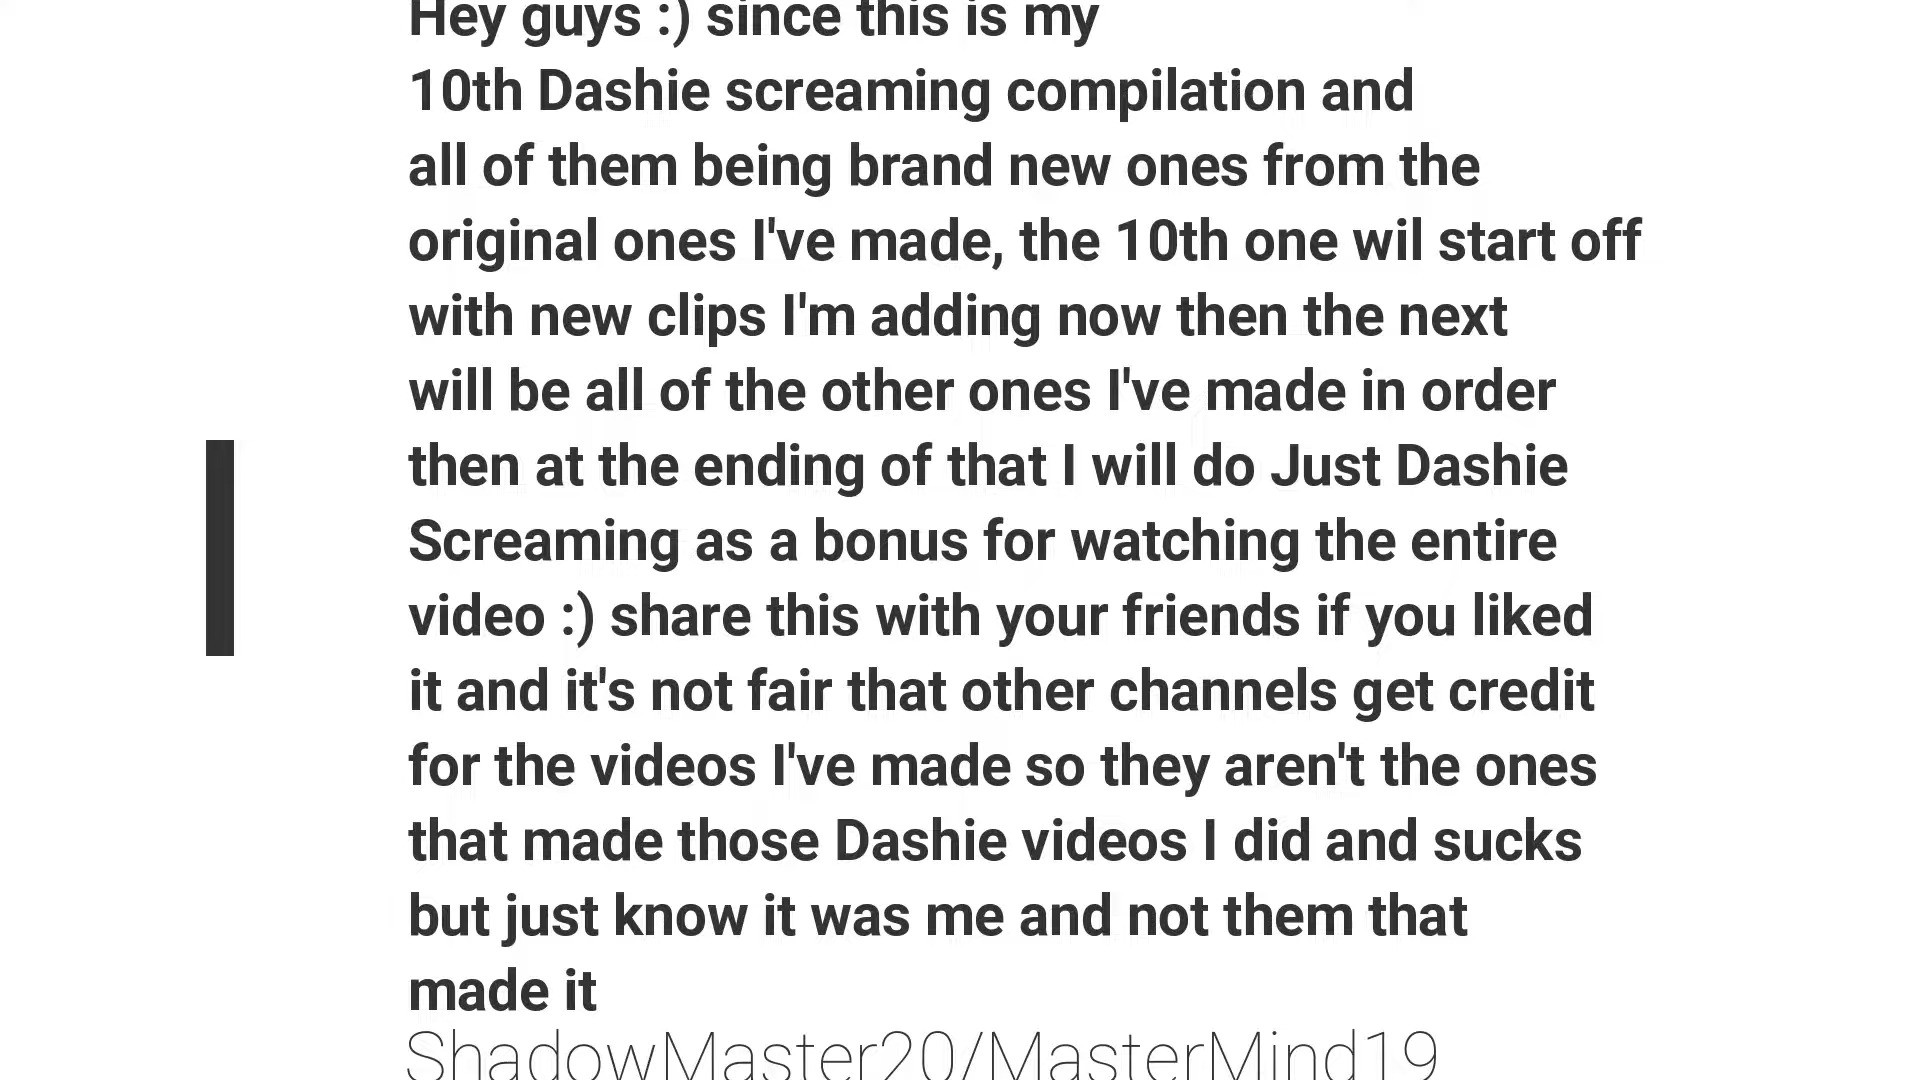 Hey guys :) since this is my
10th Dashie screaming compilation and
all of them being brand new ones from the
original ones I've made, the 10th one wil start off
with new clips I'm adding now then the next
will be all of the other ones I've made in order
then at the ending of that I will do Just Dashie
Screaming as a bonus for watching the entire
video :) share this with your friends if you liked
it and it's not fair that other channels get credit
for the videos I've made so they aren't the ones
that made those Dashie videos I did and sucks
but just know it was me and not them that
made it
ShadowMaster20/MasterMind19